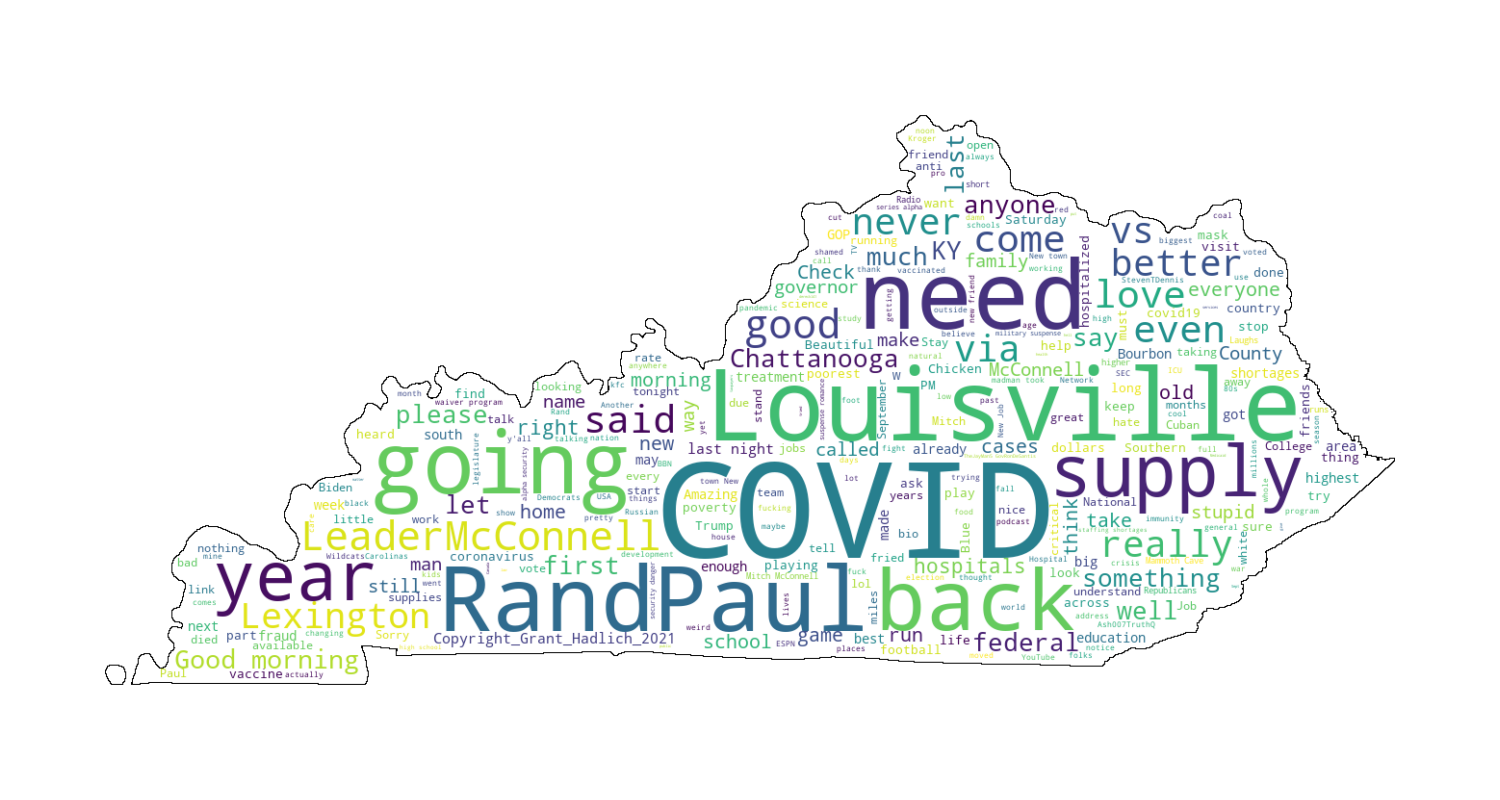 noon
Kroger
friend
last
open
always
anti
pro
short
Radio
want
series alpha
cut
never
anyone
red
damn
Saturday
schools
GOP
running
come
vs
coal
mask
voted
biggest
visit
shamed
TV
much
KY
family
New town
working
better
done
StevenTDennis
use
call
thank
vaccinated
Check
governor
science
need
hospitalized
love
everyone
pandemic
study
getting
new friend
outside
age
high
must
covid19
country
good
believe
military suspense
even
stop
Laughs
rate
Beautiful
make
Stay
via
help
say
higher
Bourbon
taking
County
anywhere
Chattanooga
natural
Chicken
McConnell
SEC
ICU
shortages
morning
treatment
poorest
W
PM
low
madman took
Network
long
old
80s
away
looking
kfc
tonight
month
find
waiver program
Another
name
way
due
stand
foot
suspense romance
Louisville
September
Mitch
past
New Job
great
keep
months
cool
got
friends
runs
season
please
talk
Rand
said
yet
hate
Cuban
heard
south
y'all
right
talking
nation
new
last night
jobs
called
fight
already
cases
dollars
Southern
full
College
area
thing
legislature
going
may
BBN
every
days
millions
Biden
alpha security
COVID
supply
highest
whole
try
week
black
let
Democrats
USA
start
things
Amazing
team
lot
town New
ask
years
trying
play
fall
nice
National
stupid
program
little
work
show
home
pretty
Russian
poverty
fucking
Trump
maybe
made
bio
food
podcast
critical
think
take
immunity
general
sure
white
LeaderMcConnell
house
tell
Blue
staffing shortages
really
nothing
mine
Wildcats
Carolinas
coronavirus
development
fried
Hospital
big
crisis
war
bad
man
vote
first
enough
playing
hospitals
look
Mammoth Cave
link
year
kids
went
still
Mitch McConnell
fuck
lol
election
thought
understand
Republicans
something
comes
supplies
RandPaul
security danger
lives
miles
back
world
across
well
Job
address
Ash007TruthQ
next
Lexington
weird
died
part
fraud
changing
Sorry
Copyright_Grant_Hadlich_2021
school
ESPN
game
best
run
life
federal
education
notice
available
high school
places
football
moved
YouTube
folks
Good morning
Paul
vaccine
actually